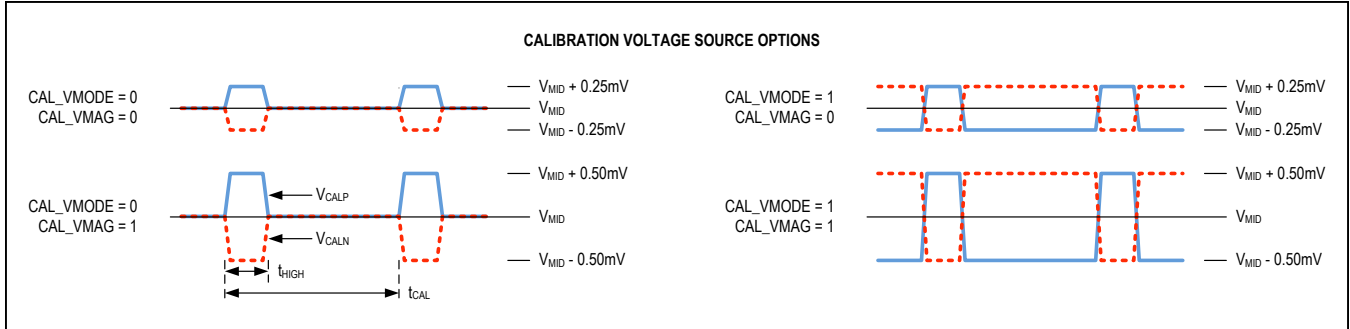 CALIBRATION VOLTAGE SOURCE OPTIONS
CAL_VMODE = 0
CAL_VMAG = 0
VMID + 0.25mV
VMID
VMID - 0.25mV
CAL_VMODE = 1
CAL_VMAG = 0
VMID + 0.25mV
VMID
VMID - 0.25mV
CAL_VMODE = 0
CAL_VMAG = 1
VCALP
VCALN
tHIGH
tCAL
VMID + 0.50mV
VMID
VMID - 0.50mV
CAL_VMODE = 1
CAL_VMAG = 1
VMID + 0.50mV
VMID
VMID - 0.50mV